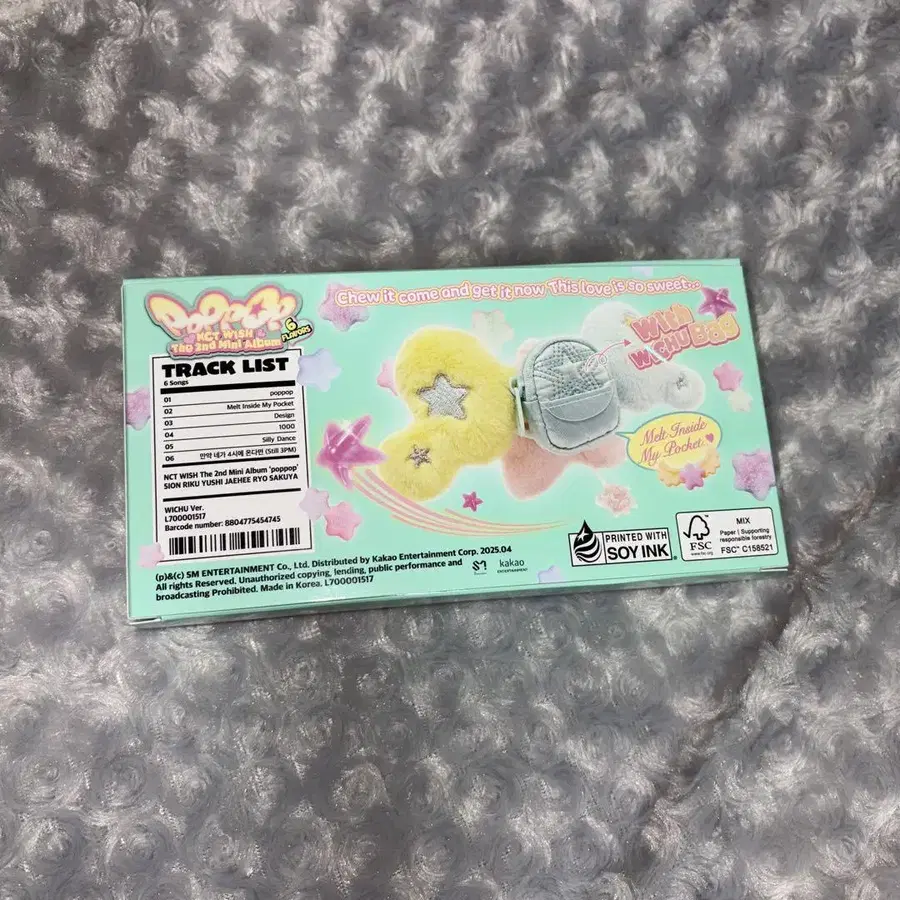 Chew it come and get it now This love is so sweet...
PoPPoP
NCT WISH
The 2nd Mini Album
6
FLAVORS
TRACK LIST
6 Songs
01 poppop
02 Melt Inside My Pocket
03 Design
04 1000
05 Silly Dance
06 만약 네가 4시에 온다면 (Still 3PM)
NCT WISH The 2nd Mini Album 'poppop'
SION RIKU YUSHI JAEHEE RYO SAKUYA
WICHU Ver.
L700001517
Barcode number: 8804775454745
With
WICHU Bag
Melt Inside
My Pocket
PRINTED WITH
SOY INK
FSC
www.fsc.org
MIX
Paper | Supporting
responsible forestry
FSC™ C158521
(p)&(c) SM ENTERTAINMENT Co., Ltd. Distributed by Kakao Entertainment Corp. 2025.04
All rights Reserved. Unauthorized copying, lending, public performance and
broadcasting Prohibited. Made in Korea. L700001517
kakao
ENTERTAINMENT